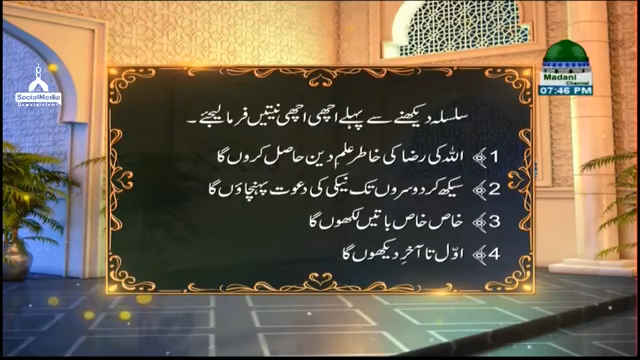 سلسلہ دیکھنے سے پہلے اچھی اچھی نیتیں فرما لیجئے۔
1﴾ اللہ کی رضا کی خاطر علمِ دین حاصل کروں گا
2﴾ سیکھ کر دوسروں تک نیکی کی دعوت پہنچاؤں گا
3﴾ خاص خاص باتیں لکھوں گا
4﴾ اوّل تا آخر دیکھوں گا
Madani
Channel
07:46 PM
SocialMedia